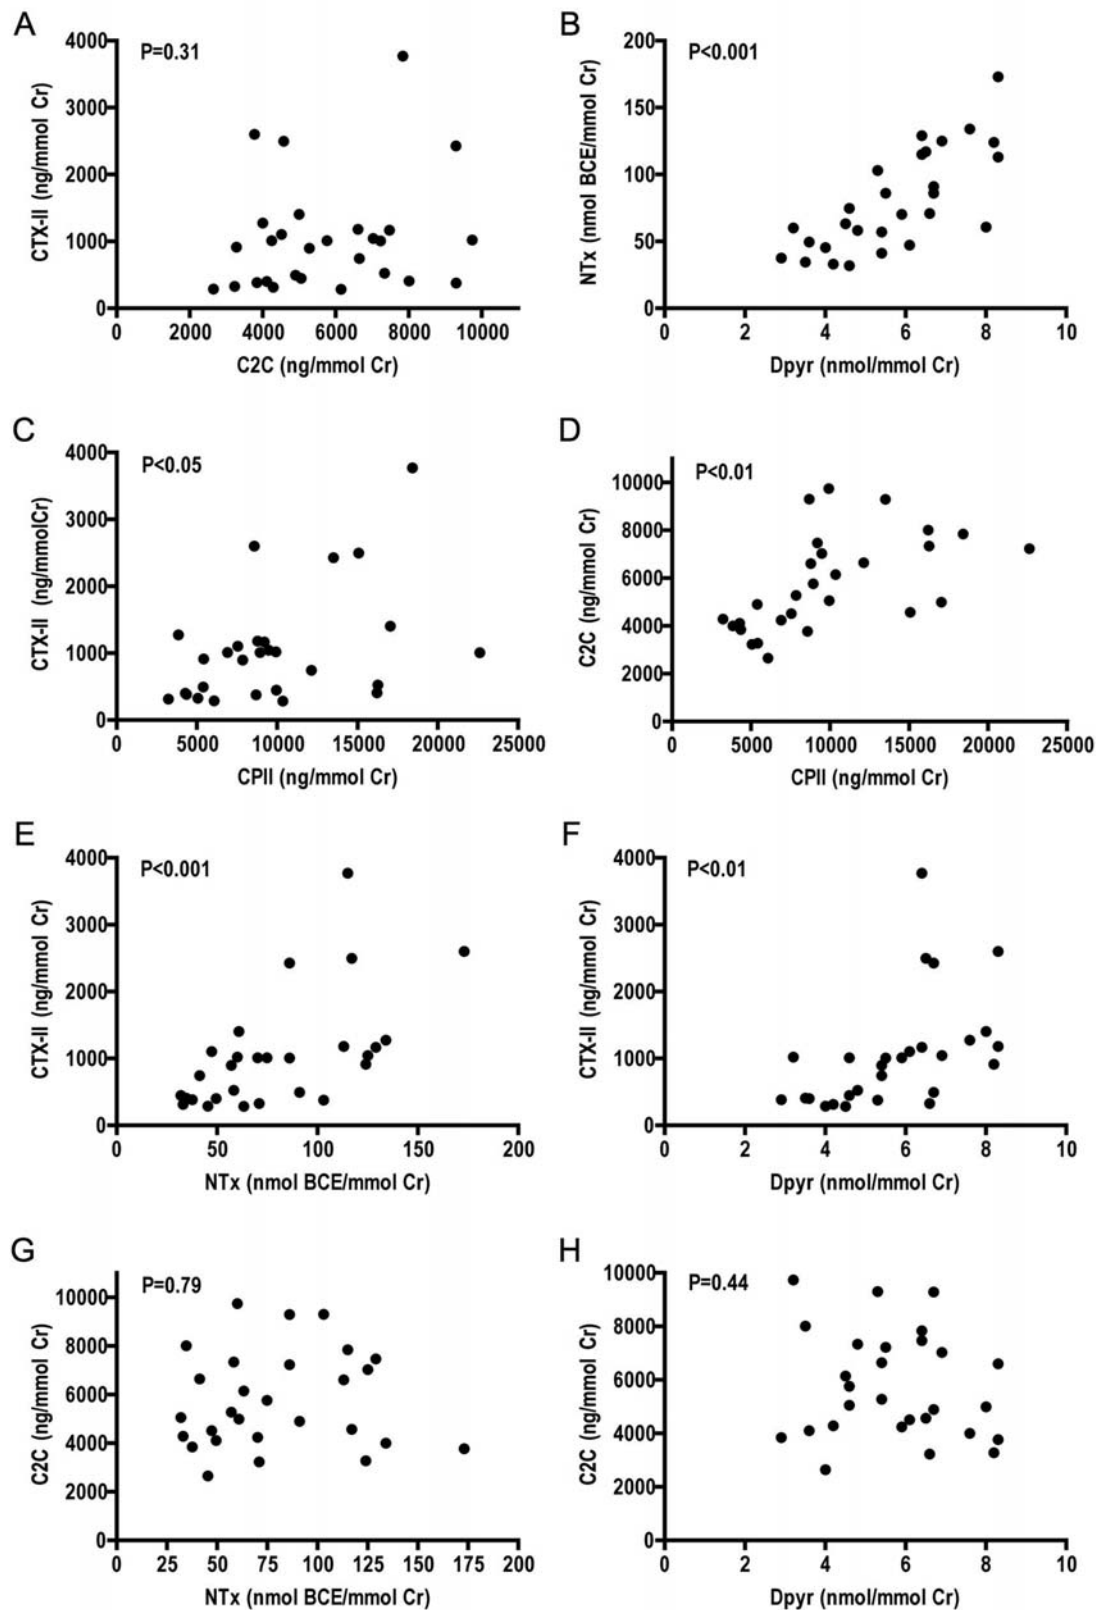 A
B
P=0.31
P<0.001
4000
3000
2000
1000
0
CTX-II (ng/mmol Cr)
0 2000 4000 6000 8000 10000
C2C (ng/mmol Cr)
200
150
100
50
0
NTx (nmol BCE/mmol Cr)
0 2 4 6 8 10
Dpyr (nmol/mmol Cr)
C
D
P<0.05
P<0.01
4000
3000
2000
1000
0
CTX-II (ng/mmolCr)
0 5000 10000 15000 20000 25000
CPII (ng/mmol Cr)
10000
8000
6000
4000
2000
0
C2C (ng/mmol Cr)
0 5000 10000 15000 20000 25000
CPII (ng/mmol Cr)
E
F
P<0.001
P<0.01
4000
3000
2000
1000
0
CTX-II (ng/mmol Cr)
0 50 100 150 200
NTx (nmol BCE/mmol Cr)
4000
3000
2000
1000
0
CTX-II (ng/mmol Cr)
0 2 4 6 8 10
Dpyr (nmol/mmol Cr)
G
H
P=0.79
P=0.44
10000
8000
6000
4000
2000
0
C2C (ng/mmol Cr)
0 25 50 75 100 125 150 175 200
NTx (nmol BCE/mmol Cr)
10000
8000
6000
4000
2000
0
C2C (ng/mmol Cr)
0 2 4 6 8 10
Dpyr (nmol/mmol Cr)